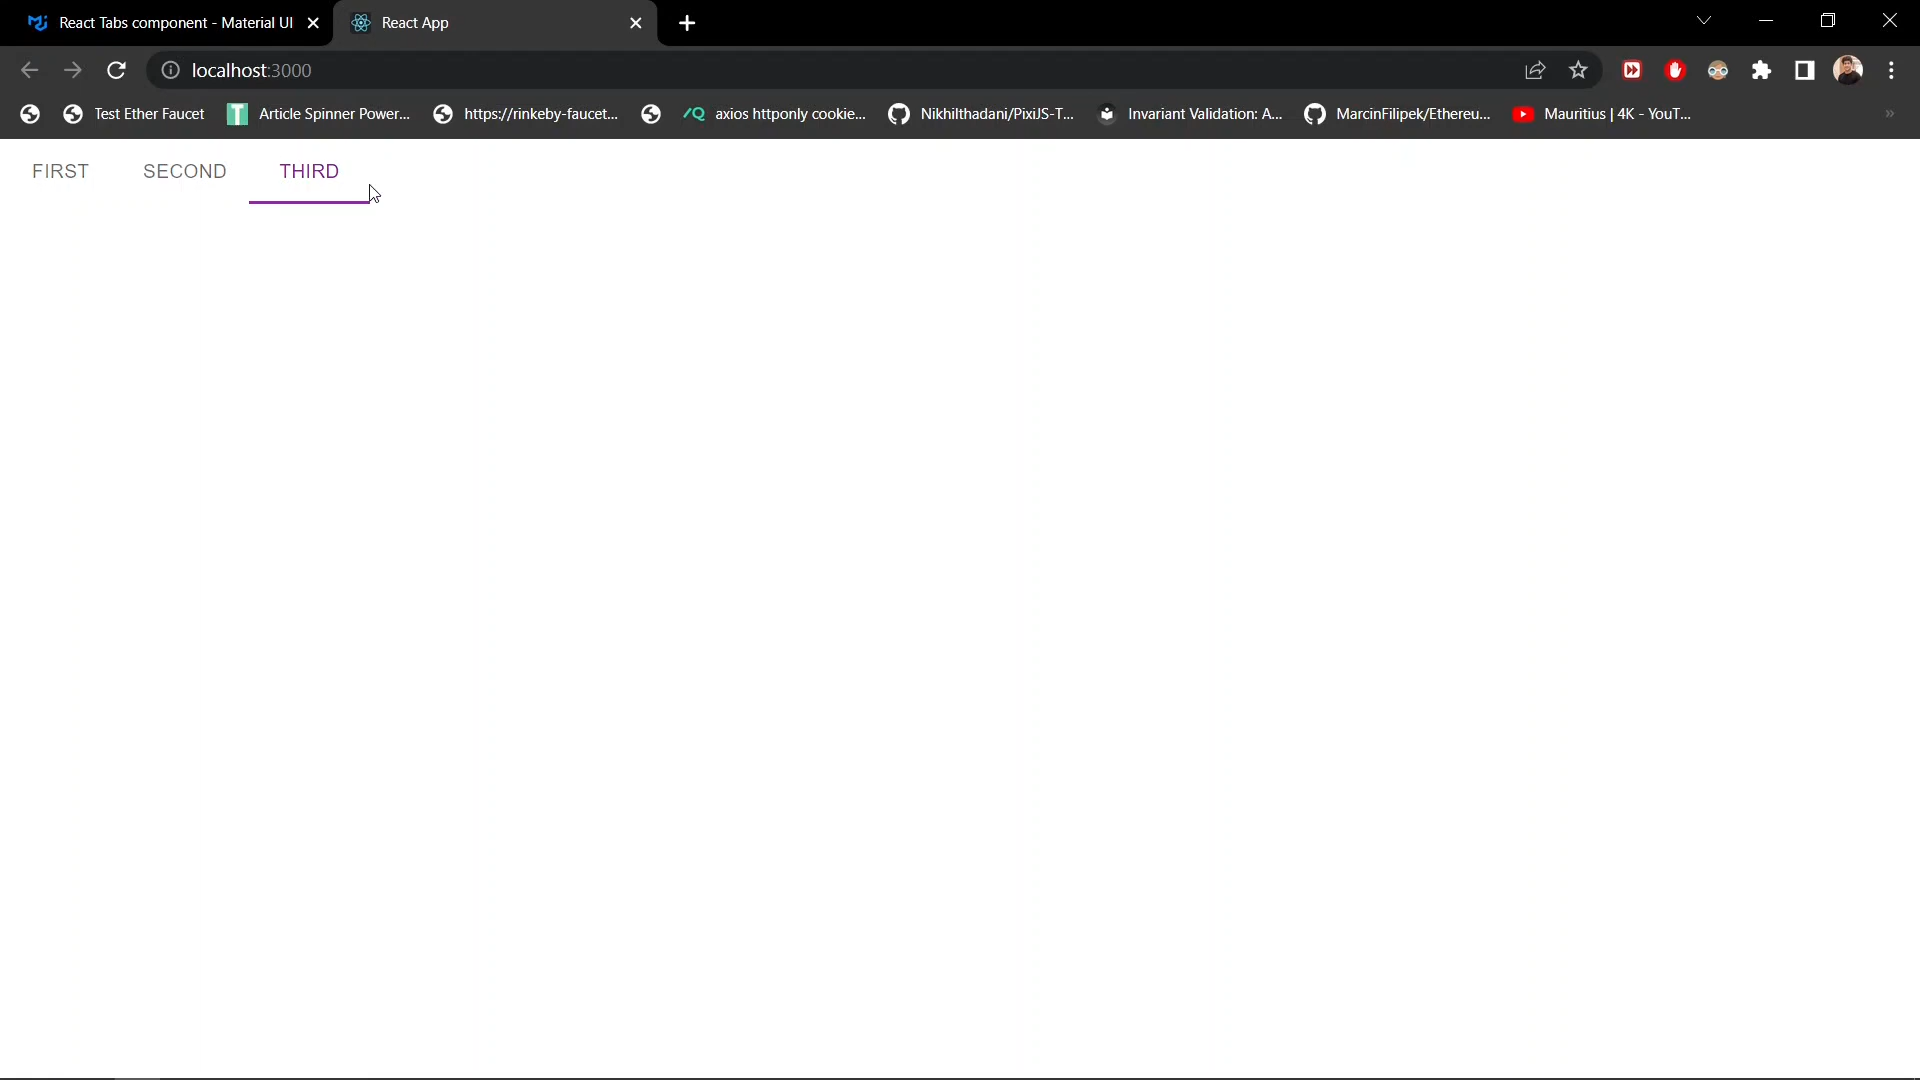 React Tabs component - Material UI
React App
localhost:3000
Test Ether Faucet
Article Spinner Power...
https://rinkeby-faucet...
axios httponly cookie...
Nikhilthadani/PixiJS-T...
Invariant Validation: A...
MarcinFilipek/Ethereu...
Mauritius | 4K - YouT...
FIRST SECOND THIRD